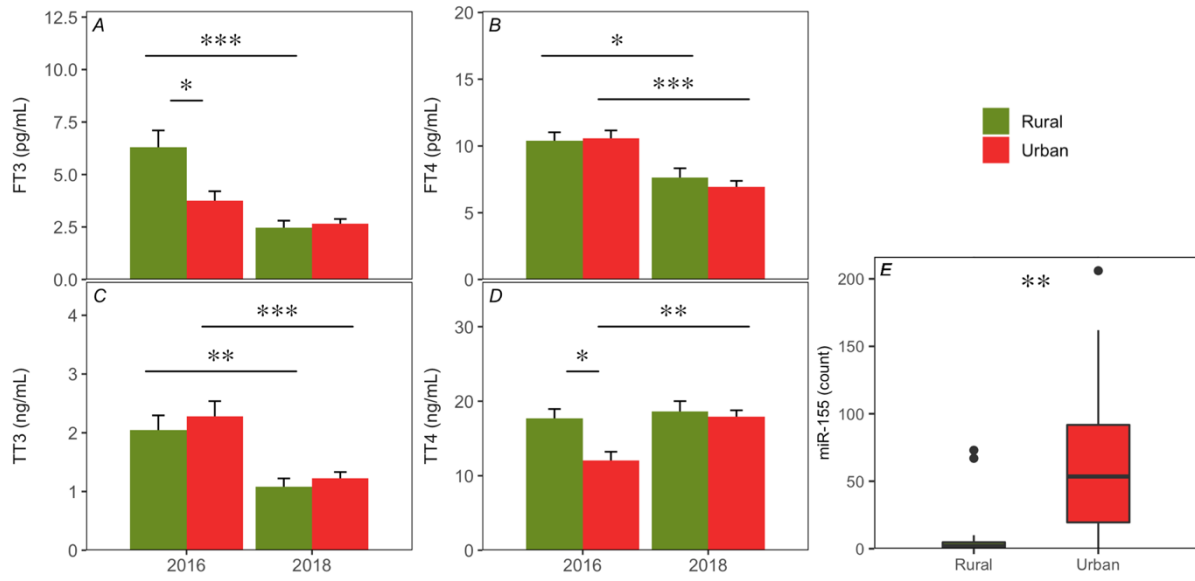 A
FT3 (pg/mL)
12.5
10.0
7.5
5.0
2.5
0.0
***
*
B
FT4 (pg/mL)
20
15
10
5
0
*
***
Rural
Urban
C
TT3 (ng/mL)
4
3
2
1
0
***
**
2016
2018
D
TT4 (ng/mL)
30
20
10
0
**
*
2016
2018
E
miR-155 (count)
200
150
100
50
0
**
Rural
Urban